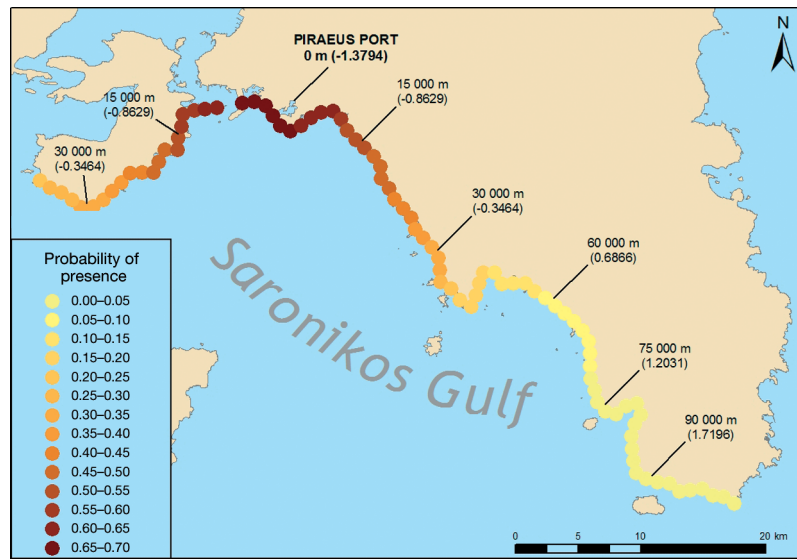 N
PIRAEUS PORT
0 m (-1.3794)
15 000 m
(-0.8629)
15 000 m
(-0.8629)
30 000 m
(-0.3464)
30 000 m
(-0.3464)
60 000 m
(0.6866)
75 000 m
(1.2031)
90 000 m
(1.7196)
Saronikos Gulf
Probability of
presence
0.00–0.05
0.05–0.10
0.10–0.15
0.15–0.20
0.20–0.25
0.25–0.30
0.30–0.35
0.35–0.40
0.40–0.45
0.45–0.50
0.50–0.55
0.55–0.60
0.60–0.65
0.65–0.70
0 5 10 20 km